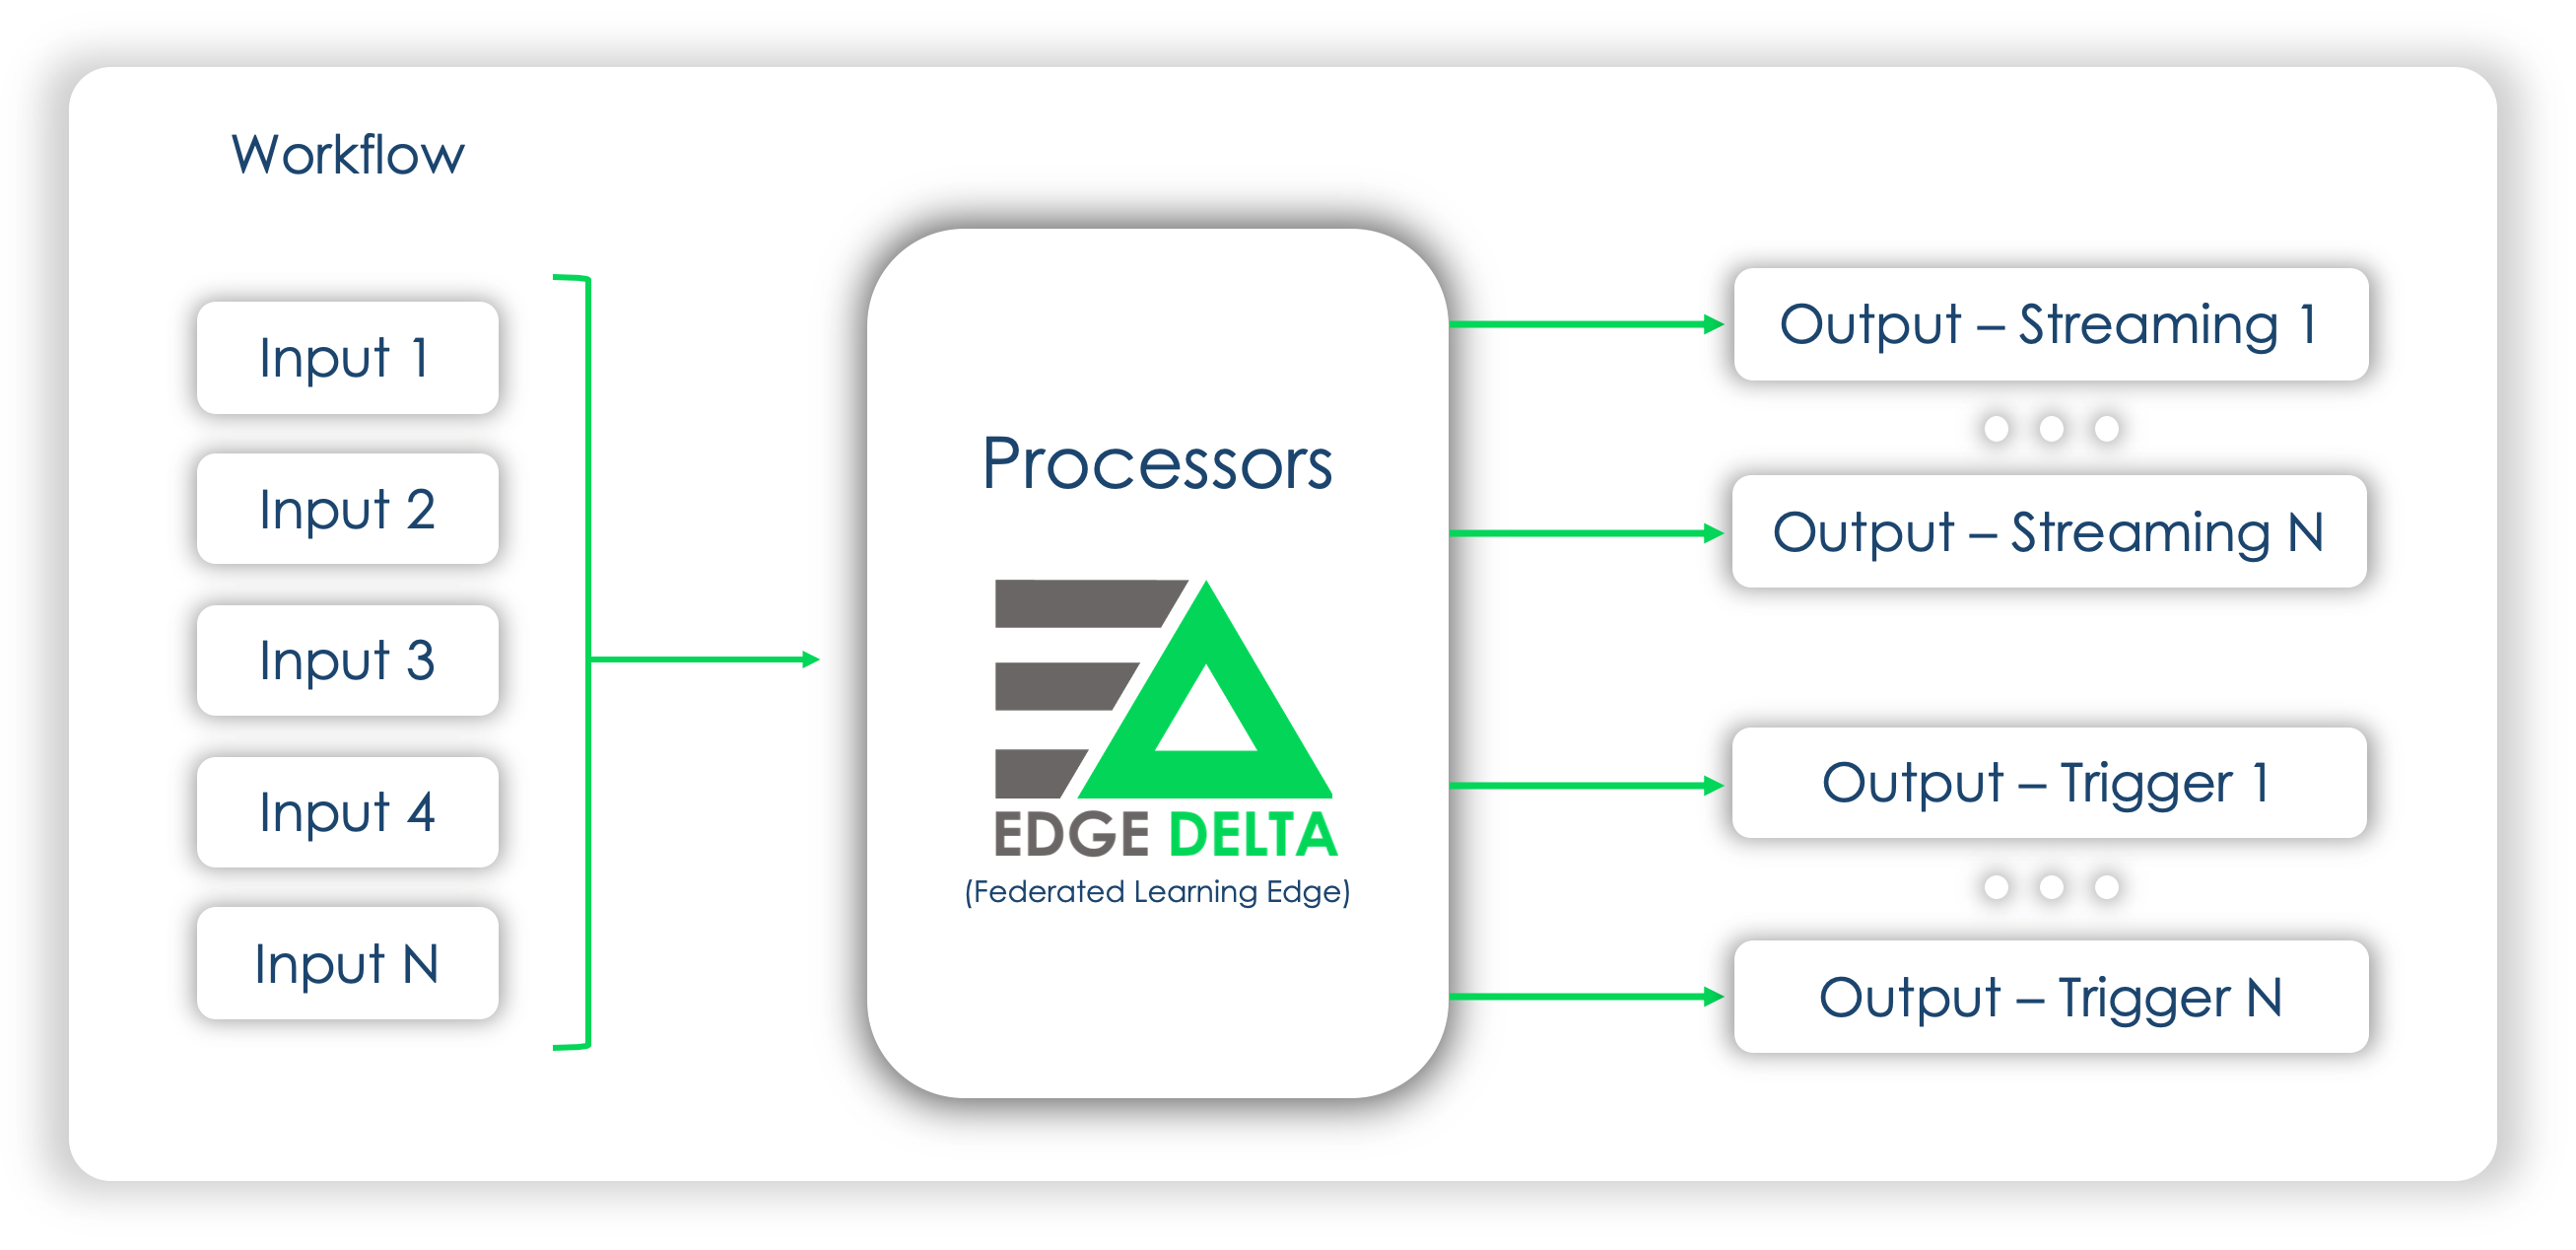 Workflow
Input 1
Input 2
Input 3
Input 4
Input N
Processors
EDGE DELTA
(Federated Learning Edge)
Output – Streaming 1
Output – Streaming N
Output – Trigger 1
Output – Trigger N